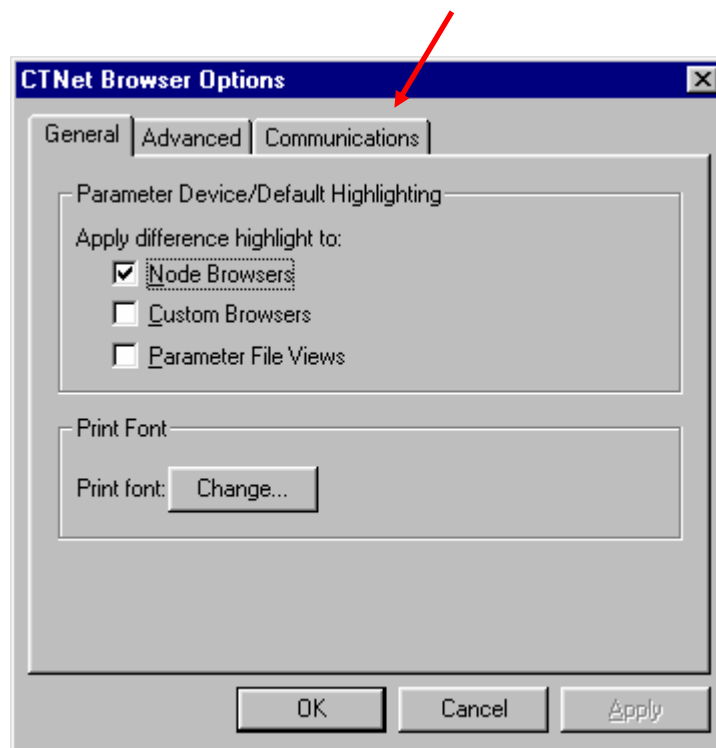 CTNet Browser Options
General Advanced Communications
Parameter Device/Default Highlighting
Apply difference highlight to:
Node Browsers
Custom Browsers
Parameter File Views
Print Font
Print font: Change...
OK Cancel Apply